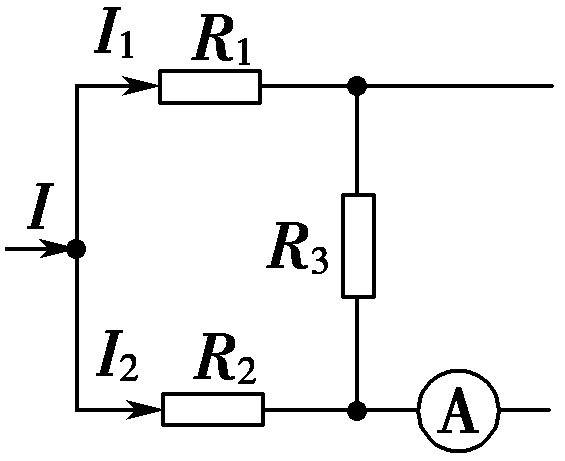 I₁ R₁
I
R₃
I₂ R₂
A